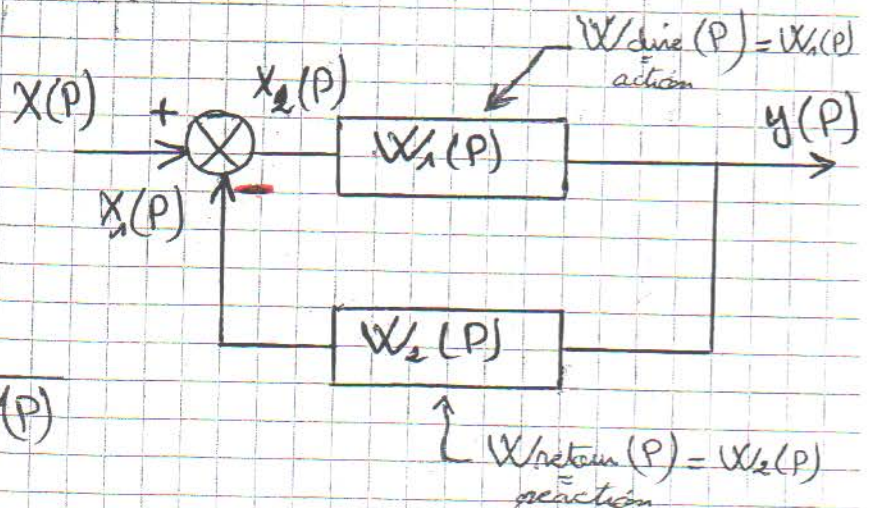 W dire (P) = W₁(P)
action
X(P)
+
X₂(P)
W₁(P)
y(P)
-
X₁(P)
W₂(P)
(P)
W retour (P) = W₂(P)
réaction